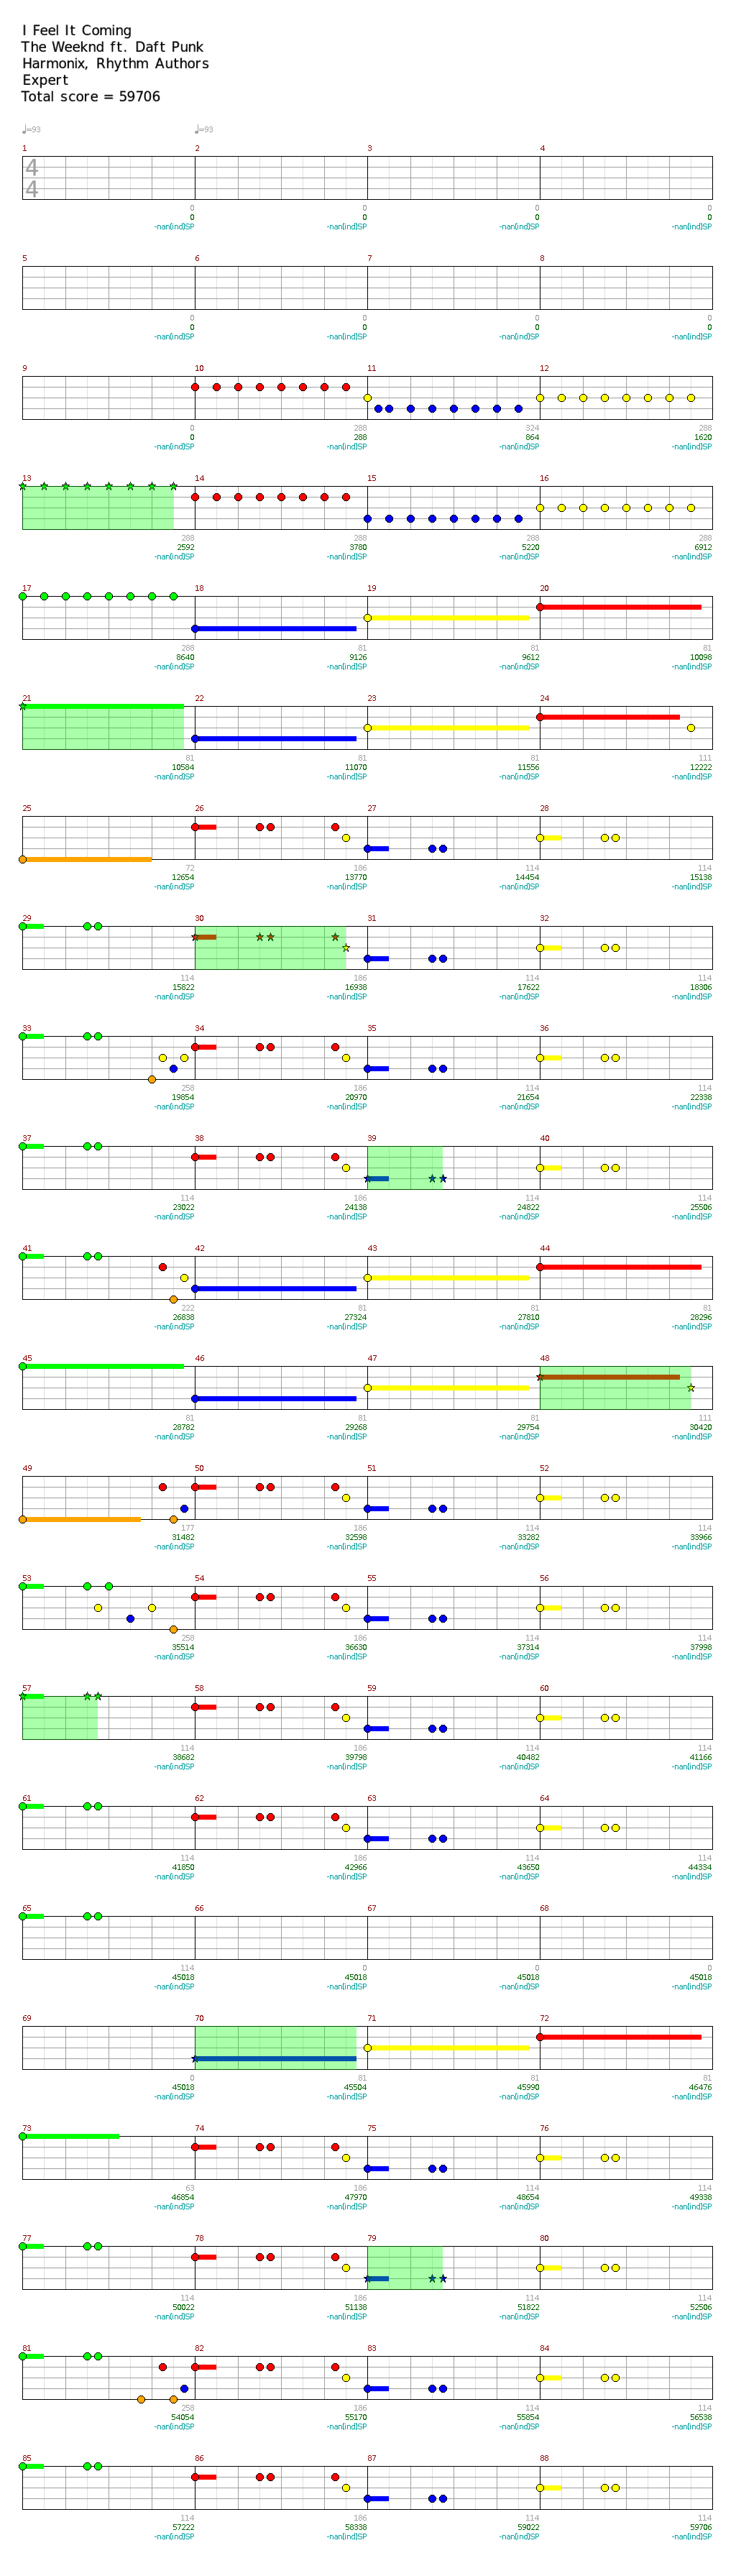 I Feel It Coming
The Weeknd ft. Daft Punk
Harmonix, Rhythm Authors
Expert
Total score = 59706
♩=93 ♩=93
1 2 3 4
4
4
0 0 0 0
0 0 0 0
-nan(ind)SP -nan(ind)SP -nan(ind)SP -nan(ind)SP
5 6 7 8
0 0 0 0
0 0 0 0
-nan(ind)SP -nan(ind)SP -nan(ind)SP -nan(ind)SP
9 10 11 12
0 288 324 288
0 288 864 1620
-nan(ind)SP -nan(ind)SP -nan(ind)SP -nan(ind)SP
13 14 15 16
288 288 288 288
2592 3780 5220 6912
-nan(ind)SP -nan(ind)SP -nan(ind)SP -nan(ind)SP
17 18 19 20
288 81 81 81
8640 9126 9612 10098
-nan(ind)SP -nan(ind)SP -nan(ind)SP -nan(ind)SP
21 22 23 24
81 81 81 111
10584 11070 11556 12222
-nan(ind)SP -nan(ind)SP -nan(ind)SP -nan(ind)SP
25 26 27 28
72 186 114 114
12654 13770 14454 15138
-nan(ind)SP -nan(ind)SP -nan(ind)SP -nan(ind)SP
29 30 31 32
114 186 114 114
15822 16938 17622 18306
-nan(ind)SP -nan(ind)SP -nan(ind)SP -nan(ind)SP
33 34 35 36
258 186 114 114
19854 20970 21654 22338
-nan(ind)SP -nan(ind)SP -nan(ind)SP -nan(ind)SP
37 38 39 40
114 186 114 114
23022 24138 24822 25506
-nan(ind)SP -nan(ind)SP -nan(ind)SP -nan(ind)SP
41 42 43 44
222 81 81 81
26838 27324 27810 28296
-nan(ind)SP -nan(ind)SP -nan(ind)SP -nan(ind)SP
45 46 47 48
81 81 81 111
28782 29268 29754 30420
-nan(ind)SP -nan(ind)SP -nan(ind)SP -nan(ind)SP
49 50 51 52
177 186 114 114
31482 32598 33282 33966
-nan(ind)SP -nan(ind)SP -nan(ind)SP -nan(ind)SP
53 54 55 56
258 186 114 114
35514 36630 37314 37998
-nan(ind)SP -nan(ind)SP -nan(ind)SP -nan(ind)SP
57 58 59 60
114 186 114 114
38682 39798 40482 41166
-nan(ind)SP -nan(ind)SP -nan(ind)SP -nan(ind)SP
61 62 63 64
114 186 114 114
41850 42966 43650 44334
-nan(ind)SP -nan(ind)SP -nan(ind)SP -nan(ind)SP
65 66 67 68
114 0 0 0
45018 45018 45018 45018
-nan(ind)SP -nan(ind)SP -nan(ind)SP -nan(ind)SP
69 70 71 72
0 81 81 81
45018 45504 45990 46476
-nan(ind)SP -nan(ind)SP -nan(ind)SP -nan(ind)SP
73 74 75 76
63 186 114 114
46854 47970 48654 49338
-nan(ind)SP -nan(ind)SP -nan(ind)SP -nan(ind)SP
77 78 79 80
114 186 114 114
50022 51138 51822 52506
-nan(ind)SP -nan(ind)SP -nan(ind)SP -nan(ind)SP
81 82 83 84
258 186 114 114
54054 55170 55854 56538
-nan(ind)SP -nan(ind)SP -nan(ind)SP -nan(ind)SP
85 86 87 88
114 186 114 114
57222 58338 59022 59706
-nan(ind)SP -nan(ind)SP -nan(ind)SP -nan(ind)SP